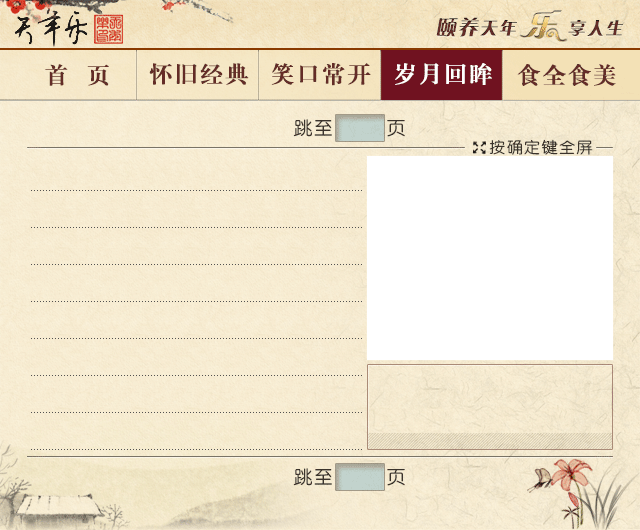 天年乐
颐养天年 乐 享人生
首 页 怀旧经典 笑口常开 岁月回眸 食全食美
跳至 页
按确定键全屏
跳至 页